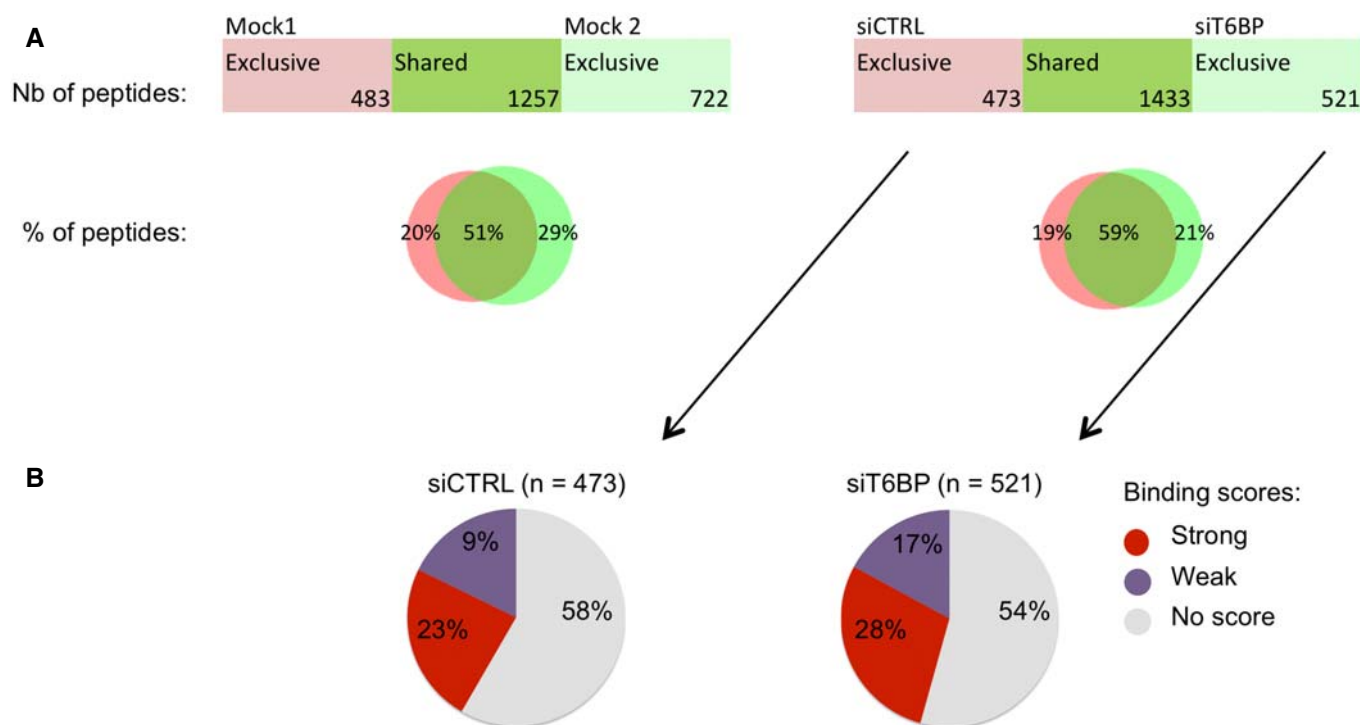 A
Mock1 Mock 2 siCTRL siT6BP
Exclusive Shared Exclusive Exclusive Shared Exclusive
Nb of peptides: 483 1257 722 473 1433 521
% of peptides: 20% 51% 29% 19% 59% 21%
B
siCTRL (n = 473) siT6BP (n = 521)
Binding scores:
9% 17% Strong
Weak
58% 54% No score
23% 28%